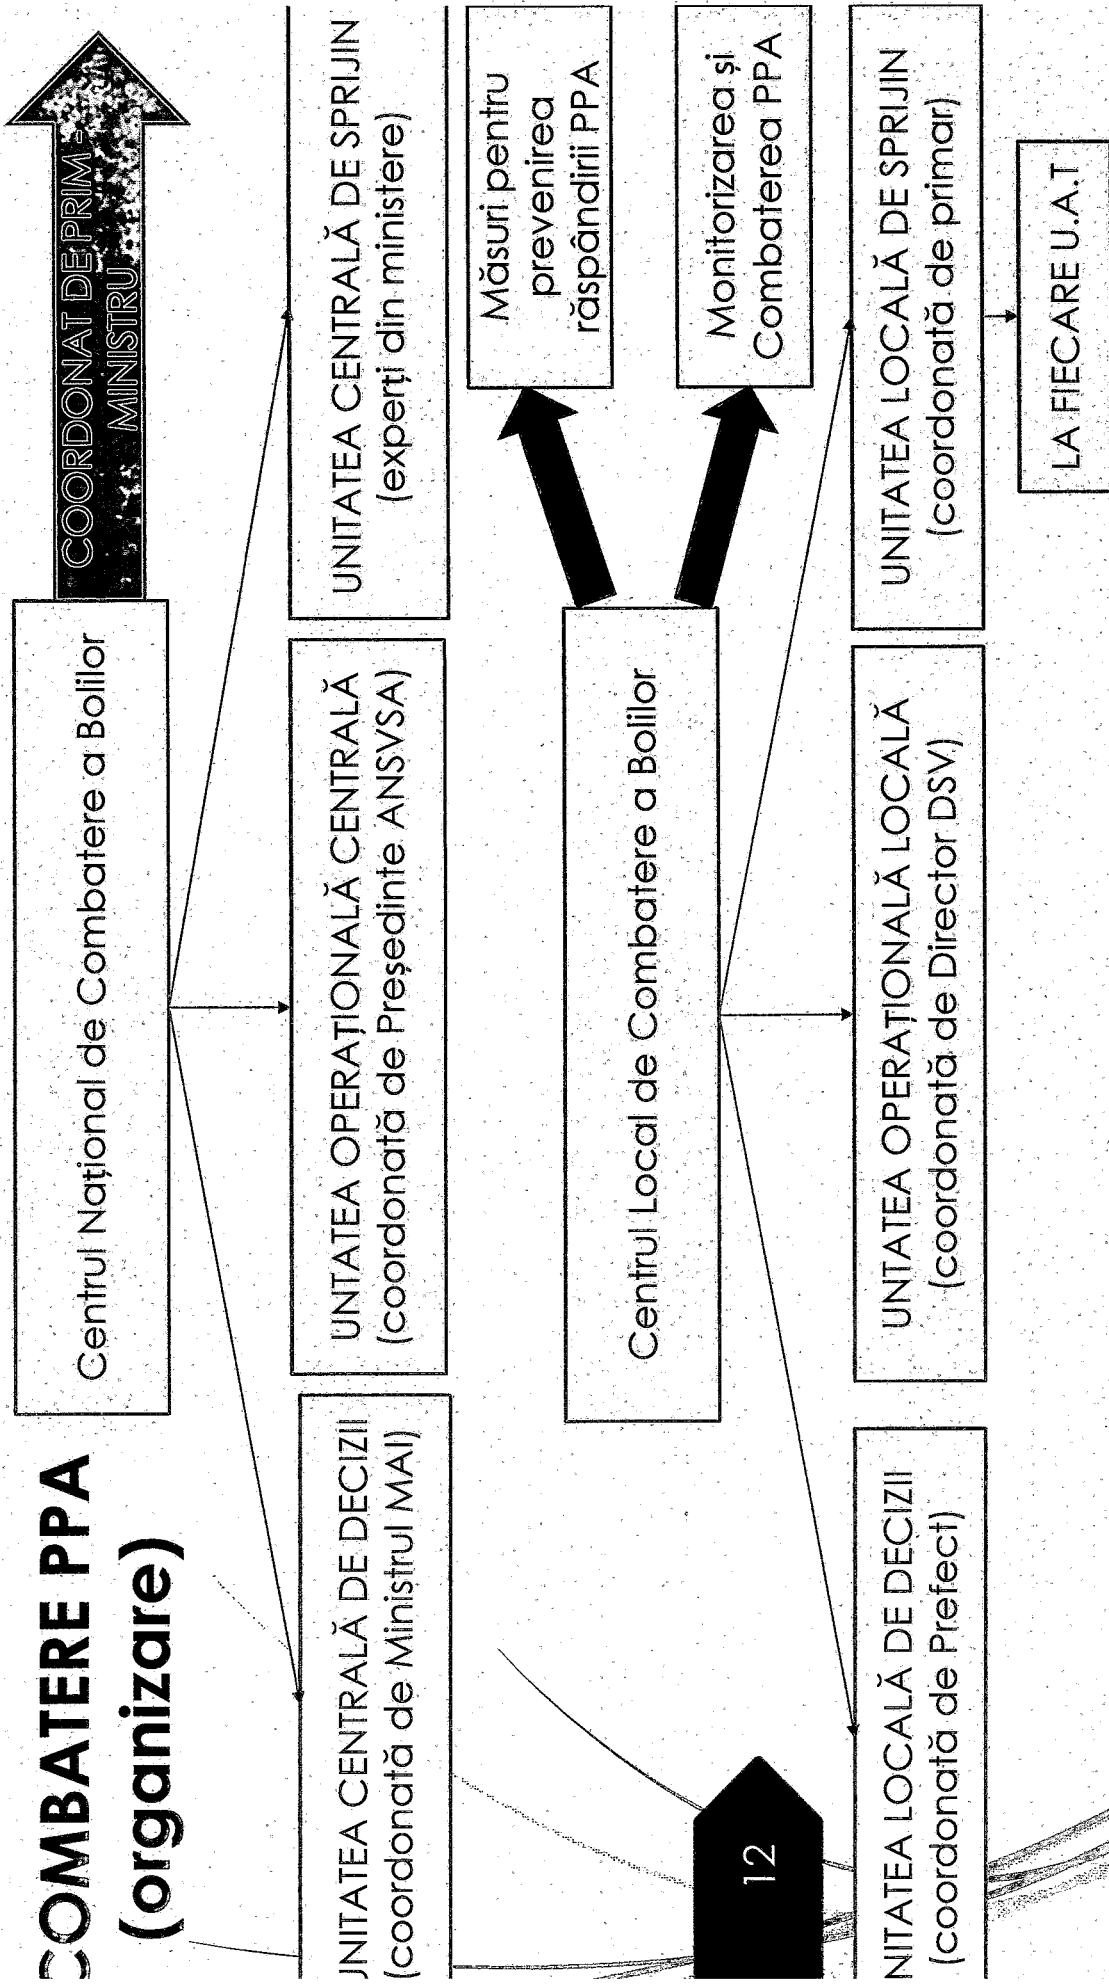 COMBATERE PPA
(organizare)
Centrul Național de Combatere a Bolilor
COORDONAT DE PRIM -
MINISTRU
UNITATEA CENTRALĂ DE DECIZII
(coordonată de Ministrul MAI)
UNTATEA OPERAȚIONALĂ CENTRALĂ
(coordonată de Președinte ANSVSA)
UNITATEA CENTRALĂ DE SPRIJIN
(experți din ministere)
Centrul Local de Combatere a Bolilor
Măsuri pentru
prevenirea
răspândirii PPA
Monitorizarea și
Combaterea PPA
12
NITATEA LOCALĂ DE DECIZII
(coordonată de Prefect)
UNTATEA OPERAȚIONALĂ LOCALĂ
(coordonată de Director DSV)
UNITATEA LOCALĂ DE SPRIJIN
(coordonată de primar)
LA FIECARE U.A.T